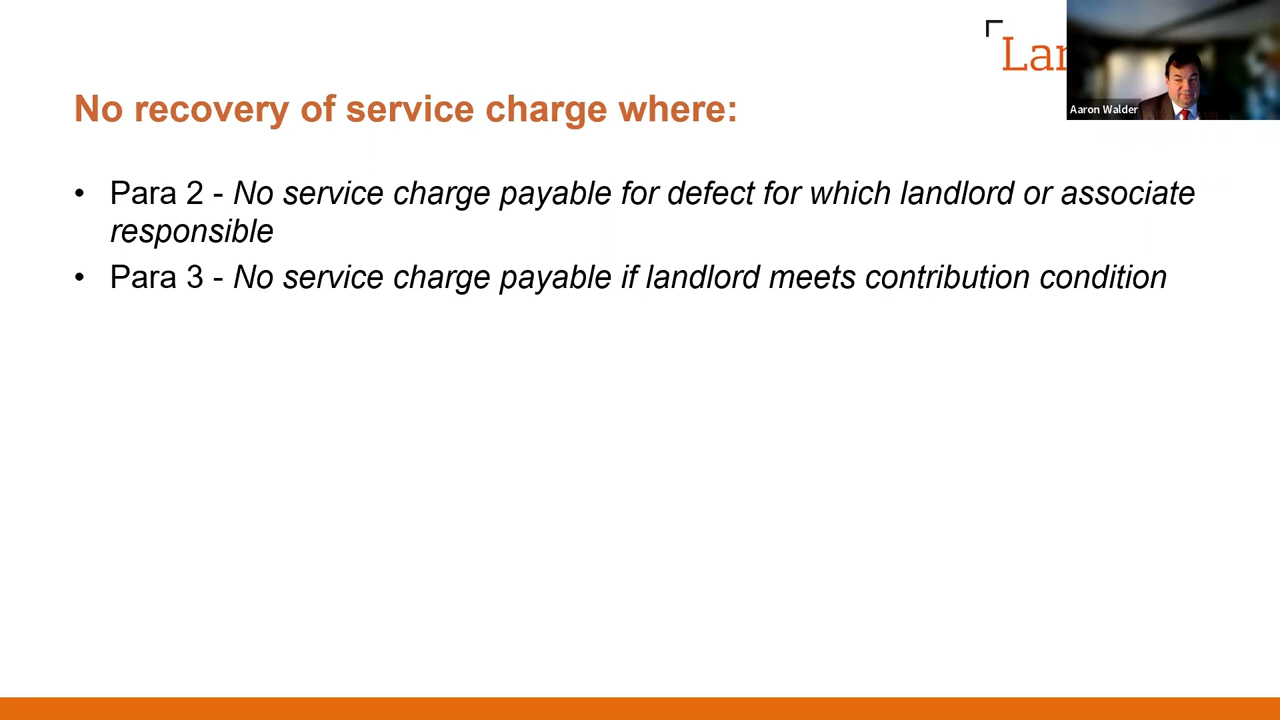 Lar
Aaron Walder
No recovery of service charge where:
• Para 2 - No service charge payable for defect for which landlord or associate
responsible
• Para 3 - No service charge payable if landlord meets contribution condition